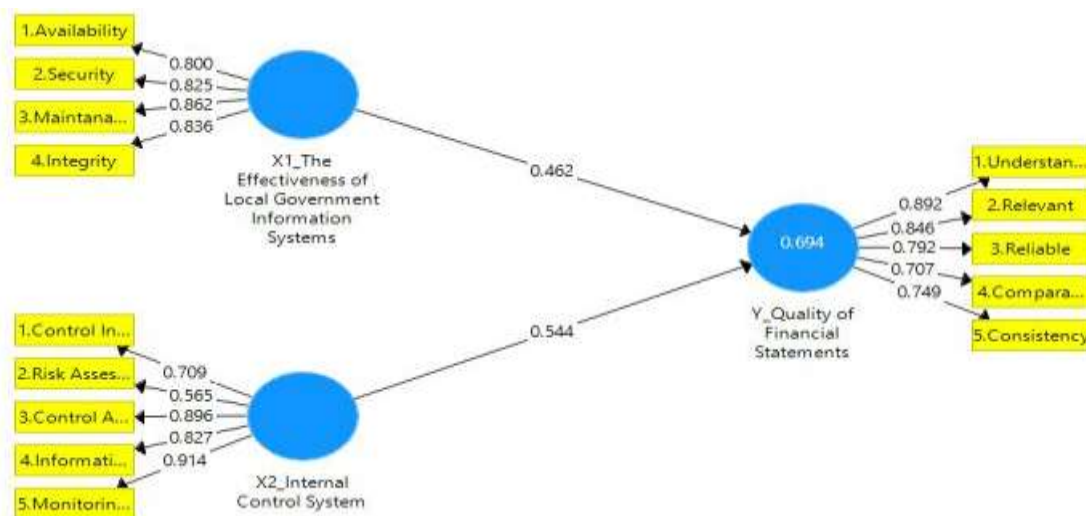 1.Availability
2.Security
3.Maintana...
4.Integrity
0.800
0.825
0.862
0.836
X1_The
Effectiveness of
Local Government
Information
Systems
0.462
1.Control In...
2.Risk Asses...
3.Control A...
4.Informati...
5.Monitorin...
0.709
0.565
0.896
0.827
0.914
X2_Internal
Control System
0.544
0.694
Y_Quality of
Financial
Statements
0.892
0.846
0.792
0.707
0.749
1.Understan...
2.Relevant
3.Reliable
4.Compara...
5.Consistency